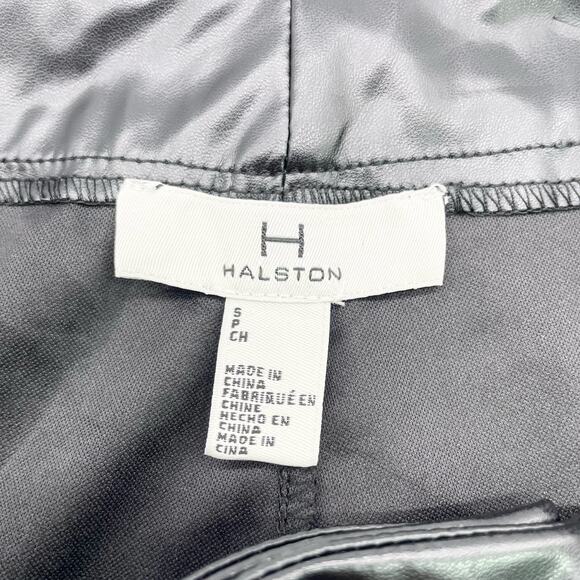 H
HALSTON
S
P
CH
MADE IN
CHINA
FABRIQUÉ EN
CHINE
HECHO EN
CHINA
MADE IN
CINA